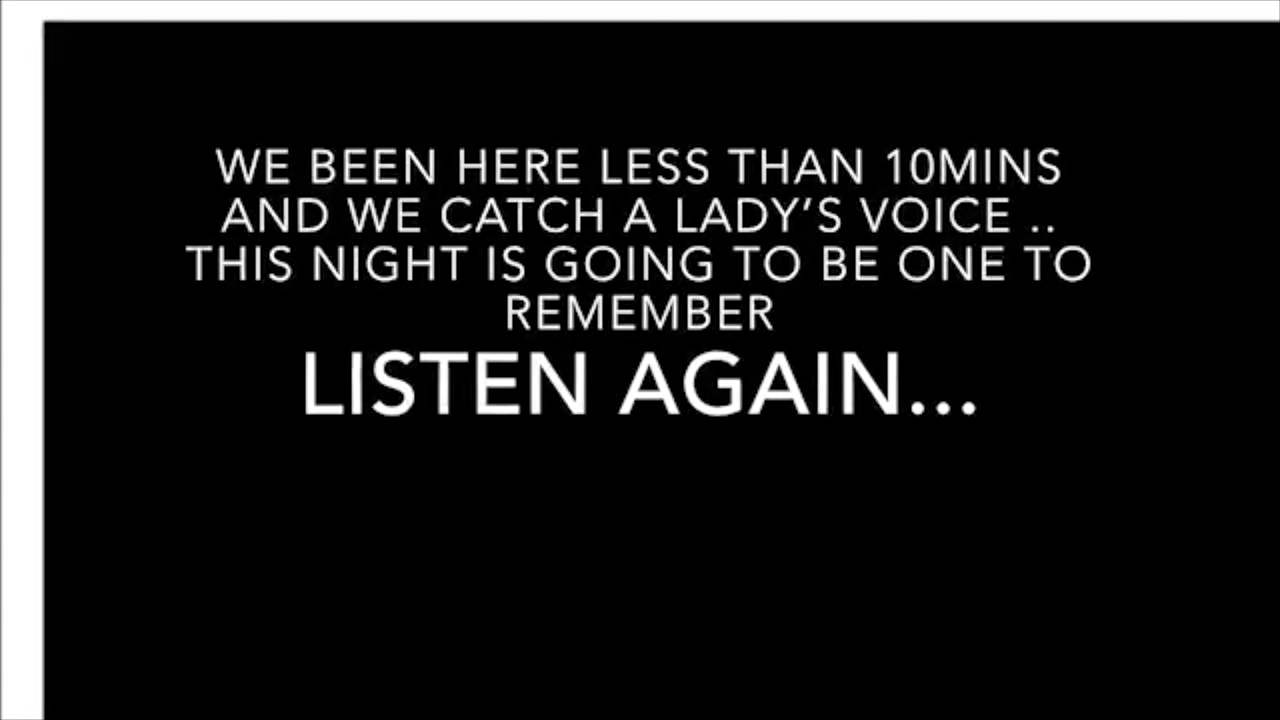 WE BEEN HERE LESS THAN 10MINS
AND WE CATCH A LADY’S VOICE ..
THIS NIGHT IS GOING TO BE ONE TO
REMEMBER
LISTEN AGAIN...